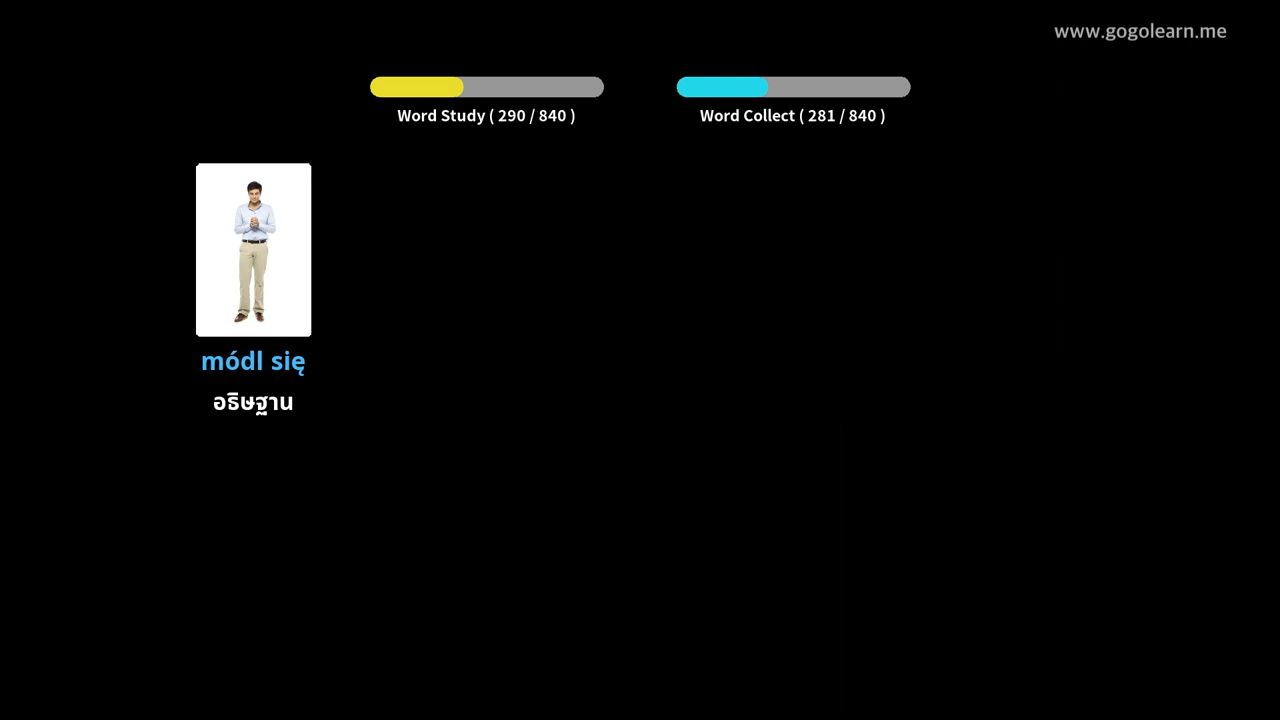 www.gogolearn.me
Word Study ( 290 / 840 )
Word Collect ( 281 / 840 )
módl się
อธิษฐาน